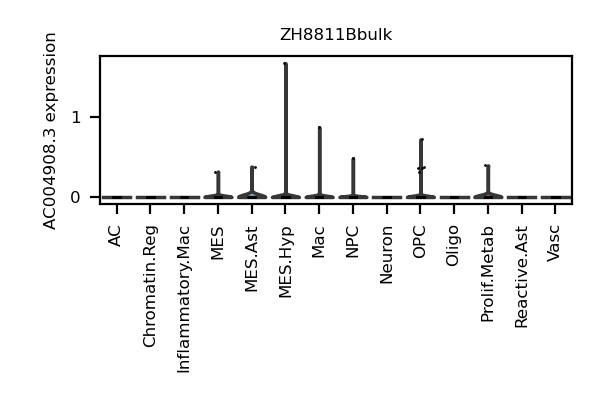 ZH8811Bbulk
AC004908.3 expression
1
0
AC
Chromatin.Reg
Inflammatory.Mac
MES
MES.Ast
MES.Hyp
Mac
NPC
Neuron
OPC
Oligo
Prolif.Metab
Reactive.Ast
Vasc